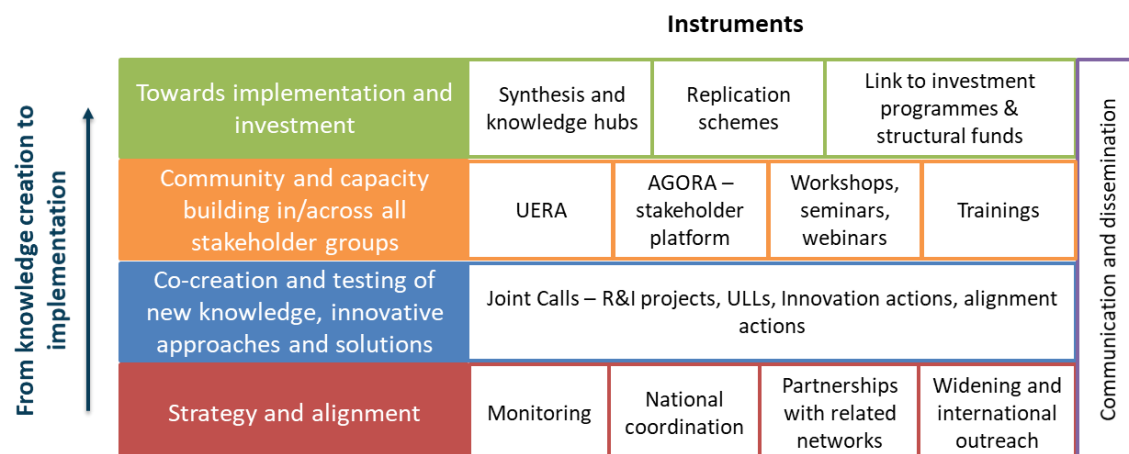 Instruments
From knowledge creation to
implementation
Towards implementation and
investment
Synthesis and
knowledge hubs
Replication
schemes
Link to investment
programmes &
structural funds
Community and capacity
building in/across all
stakeholder groups
UERA
AGORA –
stakeholder
platform
Workshops,
seminars,
webinars
Trainings
Co-creation and testing of
new knowledge, innovative
approaches and solutions
Joint Calls – R&I projects, ULLs, Innovation actions, alignment
actions
Strategy and alignment
Monitoring
National
coordination
Partnerships
with related
networks
Widening and
international
outreach
Communication and dissemination